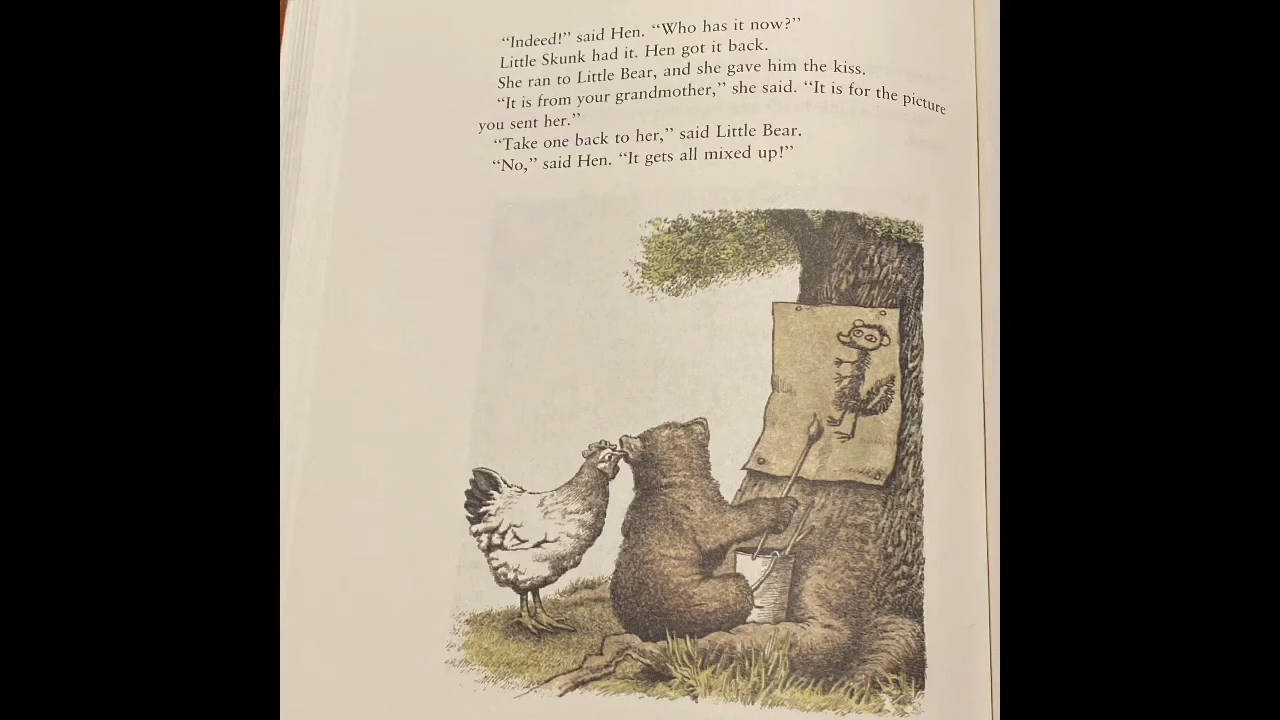 “Indeed!” said Hen. “Who has it now?”
Little Skunk had it. Hen got it back.
She ran to Little Bear, and she gave him the kiss.
“It is from your grandmother,” she said. “It is for the picture
you sent her.”
“Take one back to her,” said Little Bear.
“No,” said Hen. “It gets all mixed up!”